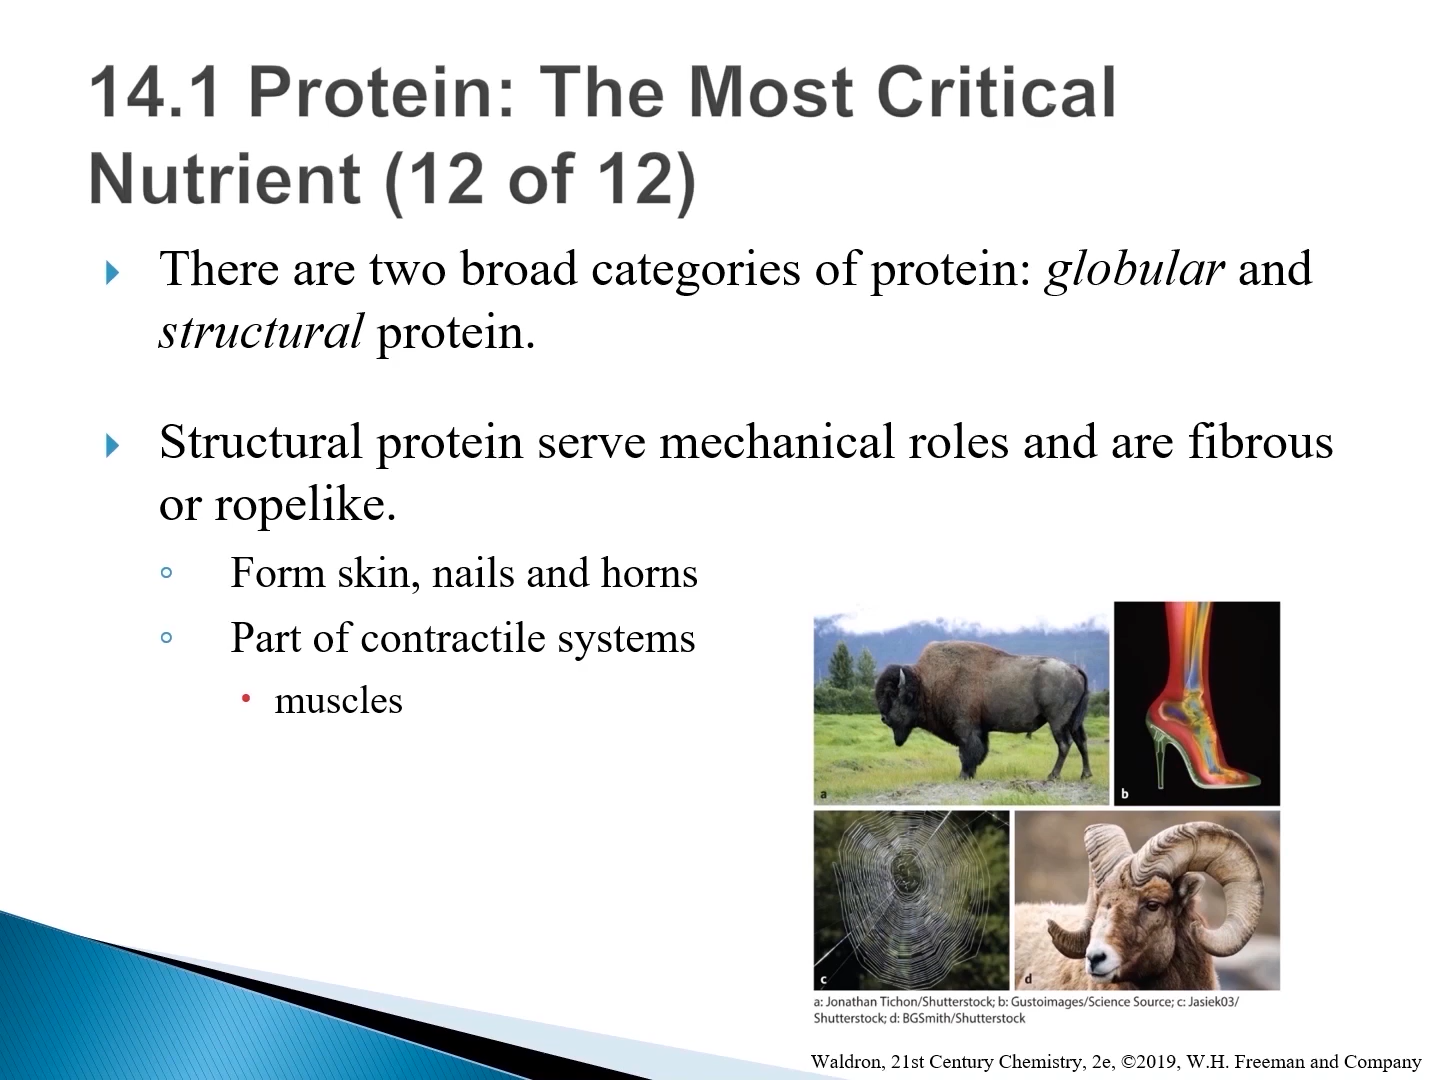 14.1 Protein: The Most Critical
Nutrient (12 of 12)
There are two broad categories of protein: globular and
structural protein.
Structural protein serve mechanical roles and are fibrous
or ropelike.
Form skin, nails and horns
Part of contractile systems
muscles
a
b
c
d
a: Jonathan Tichon/Shutterstock; b: Gustoimages/Science Source; c: Jasiek03/
Shutterstock; d: BGSmith/Shutterstock
Waldron, 21st Century Chemistry, 2e, ©2019, W.H. Freeman and Company